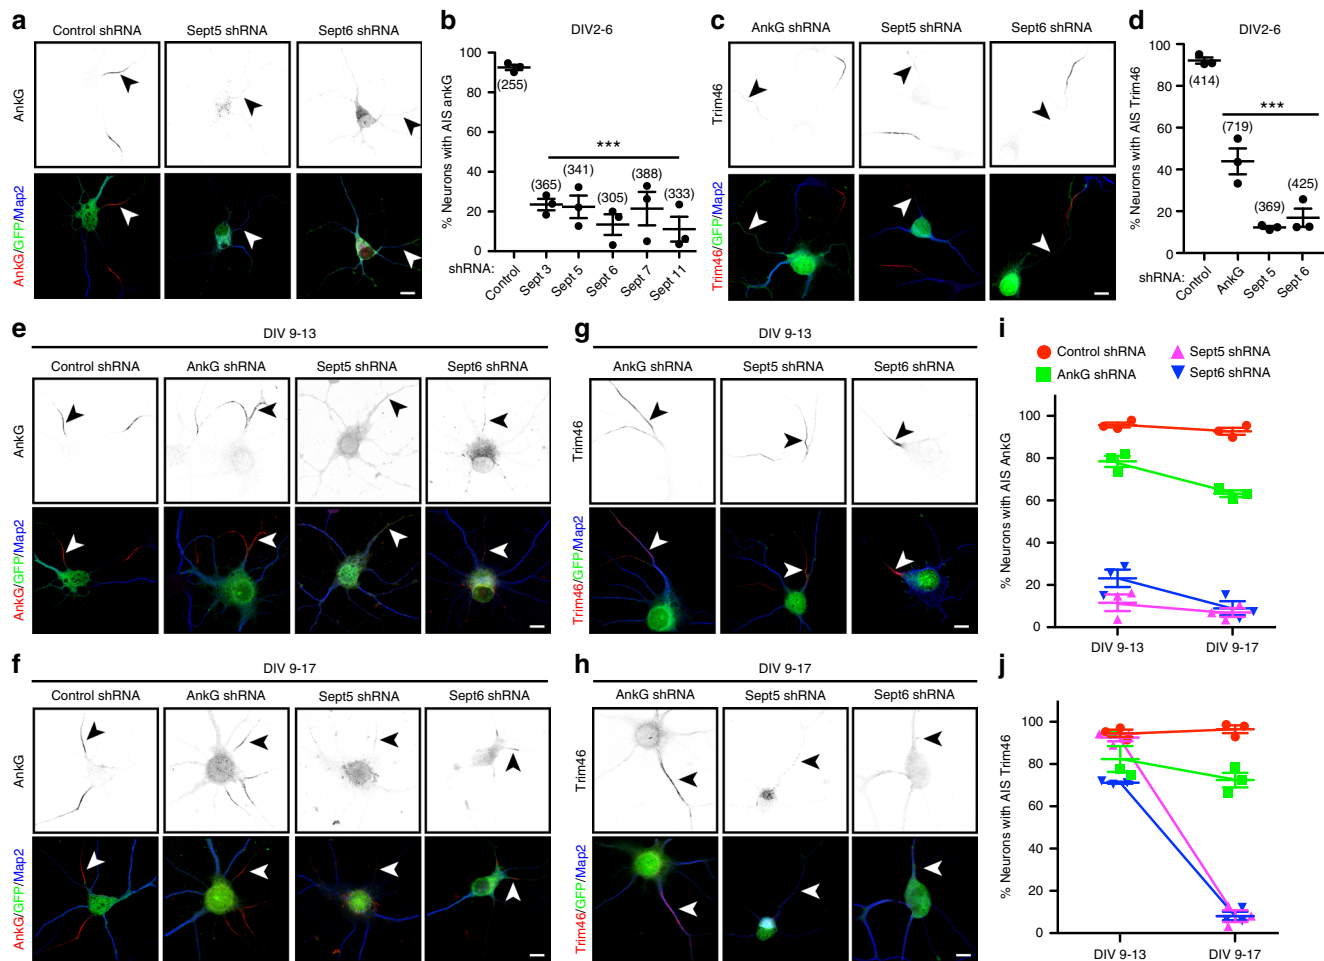 a
Control shRNA
Sept5 shRNA
Sept6 shRNA
AnkG
AnkG/GFP/Map2
b
DIV2-6
% Neurons with AIS ankG
100
80
60
40
20
0
(255)
(365)
(341)
(305)
(388)
(333)
***
shRNA:
Control
Sept 3
Sept 5
Sept 6
Sept 7
Sept 11
c
AnkG shRNA
Sept5 shRNA
Sept6 shRNA
Trim46
Trim46/GFP/Map2
d
DIV2-6
% Neurons with AIS Trim46
100
80
60
40
20
0
(414)
(719)
(369)
(425)
***
shRNA:
Control
AnkG
Sept 5
Sept 6
e
DIV 9-13
Control shRNA
AnkG shRNA
Sept5 shRNA
Sept6 shRNA
AnkG
AnkG/GFP/Map2
g
DIV 9-13
AnkG shRNA
Sept5 shRNA
Sept6 shRNA
Trim46
Trim46/GFP/Map2
i
Control shRNA
Sept5 shRNA
AnkG shRNA
Sept6 shRNA
% Neurons with AIS AnkG
100
80
60
40
20
0
DIV 9-13
DIV 9-17
f
DIV 9-17
Control shRNA
AnkG shRNA
Sept5 shRNA
Sept6 shRNA
AnkG
AnkG/GFP/Map2
h
DIV 9-17
AnkG shRNA
Sept5 shRNA
Sept6 shRNA
Trim46
Trim46/GFP/Map2
j
% Neurons with AIS Trim46
100
80
60
40
20
0
DIV 9-13
DIV 9-17